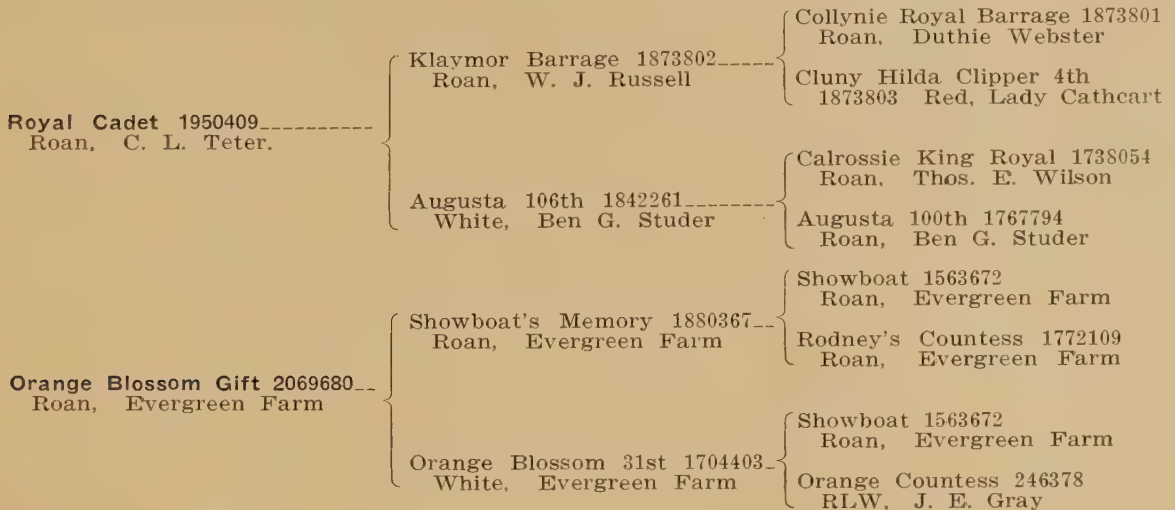 Collynie Royal Barrage 1873801
Roan, Duthie Webster
Klaymor Barrage 1873802
Roan, W. J. Russell
Cluny Hilda Clipper 4th
1873803 Red, Lady Cathcart
Royal Cadet 1950409
Roan, C. L. Teter.
Calrossie King Royal 1738054
Roan, Thos. E. Wilson
Augusta 106th 1842261
White, Ben G. Studer
Augusta 100th 1767794
Roan, Ben G. Studer
Showboat 1563672
Roan, Evergreen Farm
Showboat's Memory 1880367
Roan, Evergreen Farm
Rodney's Countess 1772109
Roan, Evergreen Farm
Orange Blossom Gift 2069680
Roan, Evergreen Farm
Showboat 1563672
Roan, Evergreen Farm
Orange Blossom 31st 1704403
White, Evergreen Farm
Orange Countess 246378
RLW, J. E. Gray